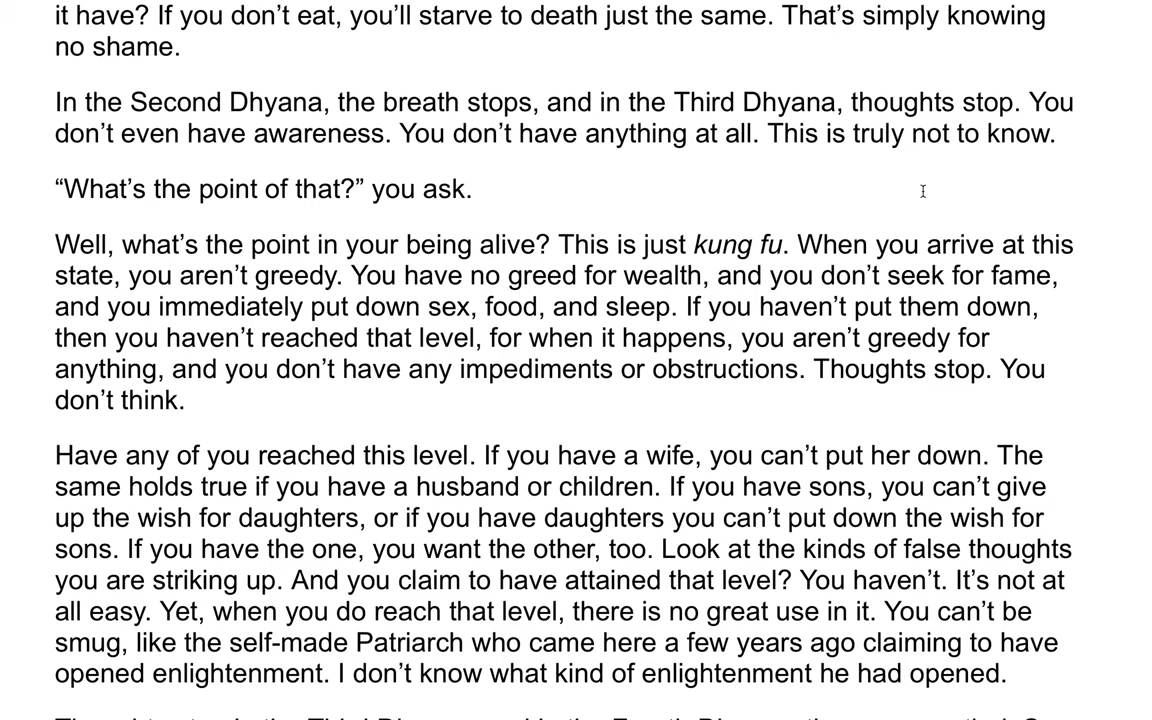 it have? If you don’t eat, you’ll starve to death just the same. That’s simply knowing
no shame.
In the Second Dhyana, the breath stops, and in the Third Dhyana, thoughts stop. You
don’t even have awareness. You don’t have anything at all. This is truly not to know.
“What’s the point of that?” you ask.
Well, what’s the point in your being alive? This is just kung fu. When you arrive at this
state, you aren’t greedy. You have no greed for wealth, and you don’t seek for fame,
and you immediately put down sex, food, and sleep. If you haven’t put them down,
then you haven’t reached that level, for when it happens, you aren’t greedy for
anything, and you don’t have any impediments or obstructions. Thoughts stop. You
don’t think.
Have any of you reached this level. If you have a wife, you can’t put her down. The
same holds true if you have a husband or children. If you have sons, you can’t give
up the wish for daughters, or if you have daughters you can’t put down the wish for
sons. If you have the one, you want the other, too. Look at the kinds of false thoughts
you are striking up. And you claim to have attained that level? You haven’t. It’s not at
all easy. Yet, when you do reach that level, there is no great use in it. You can’t be
smug, like the self-made Patriarch who came here a few years ago claiming to have
opened enlightenment. I don’t know what kind of enlightenment he had opened.